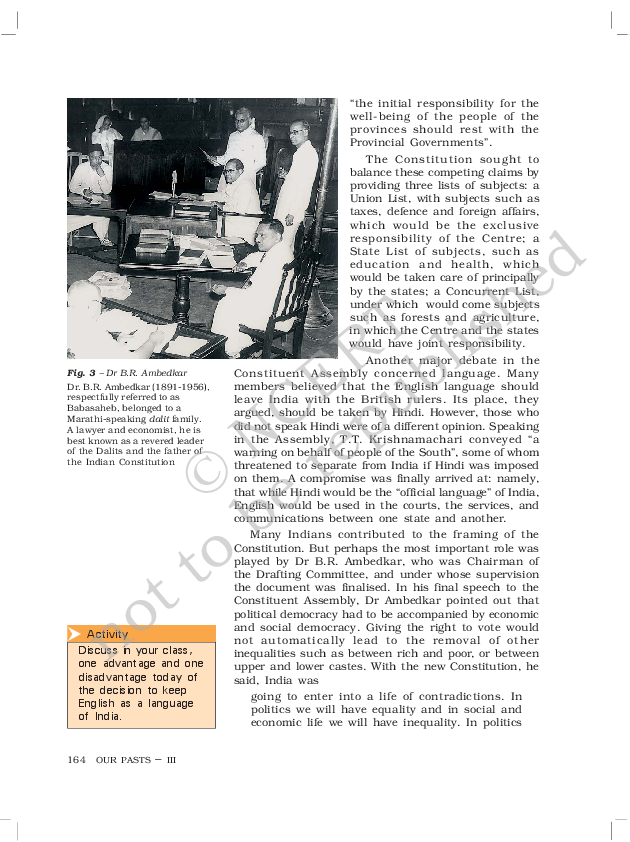 "the initial responsibility for the
well-being of the people of the
provinces should rest with the
Provincial Governments".
The Constitution sought to
balance these competing claims by
providing three lists of subjects: a
Union List, with subjects such as
taxes, defence and foreign affairs,
which would be the exclusive
responsibility of the Centre; a
State List of subjects, such as
education and health, which
would be taken care of principally
by the states; a Concurrent List,
under which would come subjects
such as forests and agriculture,
in which the Centre and the states
would have joint responsibility.
Another major debate in the
Constituent Assembly concerned language. Many
members believed that the English language should
leave India with the British rulers. Its place, they
argued, should be taken by Hindi. However, those who
did not speak Hindi were of a different opinion. Speaking
in the Assembly, T.T. Krishnamachari conveyed "a
warning on behalf of people of the South", some of whom
threatened to separate from India if Hindi was imposed
on them. A compromise was finally arrived at: namely,
that while Hindi would be the "official language" of India,
English would be used in the courts, the services, and
communications between one state and another.
Many Indians contributed to the framing of the
Constitution. But perhaps the most important role was
played by Dr B.R. Ambedkar, who was Chairman of
the Drafting Committee, and under whose supervision
the document was finalised. In his final speech to the
Constituent Assembly, Dr Ambedkar pointed out that
political democracy had to be accompanied by economic
and social democracy. Giving the right to vote would
not automatically lead to the removal of other
inequalities such as between rich and poor, or between
upper and lower castes. With the new Constitution, he
said, India was
going to enter into a life of contradictions. In
politics we will have equality and in social and
economic life we will have inequality. In politics
Fig. 3 – Dr B.R. Ambedkar
Dr. B.R. Ambedkar (1891-1956),
respectfully referred to as
Babasaheb, belonged to a
Marathi-speaking dalit family.
A lawyer and economist, he is
best known as a revered leader
of the Dalits and the father of
the Indian Constitution
Activity
Discuss in your class,
one advantage and one
disadvantage today of
the decision to keep
English as a language
of India.
164 OUR PASTS – III
© NCERT
not to be republished